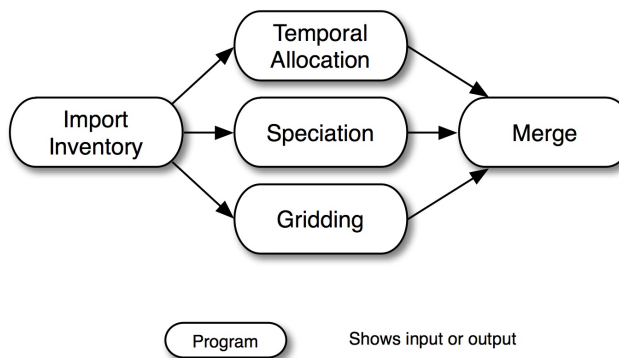 Temporal
Allocation
Import
Inventory
Speciation
Merge
Gridding
Program
Shows input or output